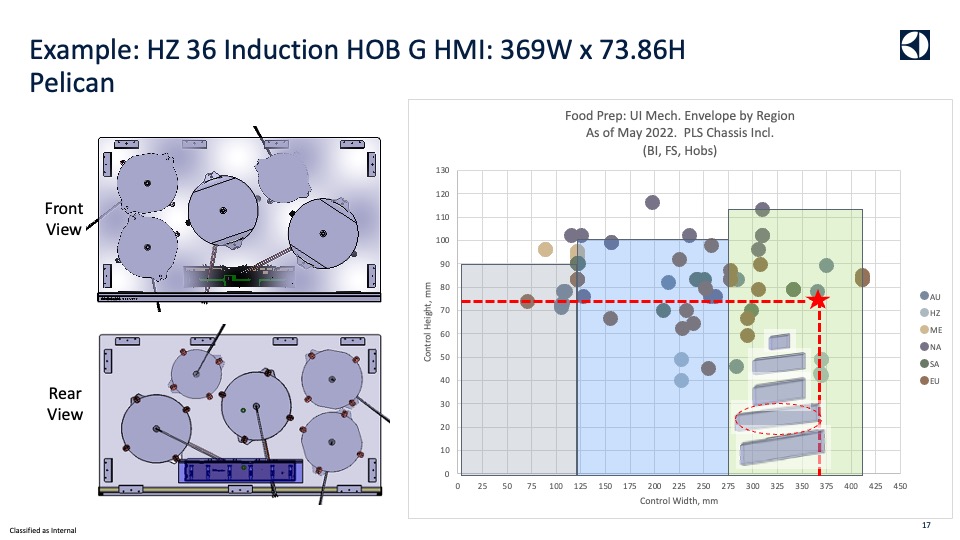 Example: HZ 36 Induction HOB G HMI: 369W x 73.86H
Pelican
Front
View
Rear
View
Food Prep: UI Mech. Envelope by Region
As of May 2022.  PLS Chassis Incl.
(BI, FS, Hobs)
Control Height, mm
130
120
110
100
90
80
70
60
50
40
30
20
10
0
0 25 50 75 100 125 150 175 200 225 250 275 300 325 350 375 400 425 450
Control Width, mm
AU
HZ
ME
NA
SA
EU
Classified as Internal
17